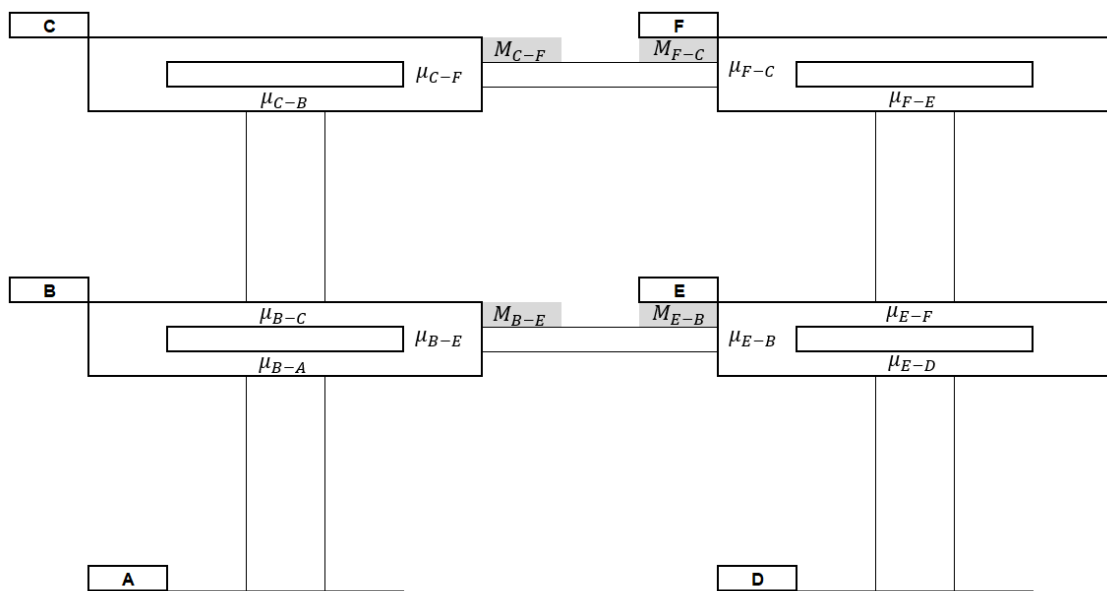 C F
M_{C-F} M_{F-C}
μ_{C-F} μ_{F-C}
μ_{C-B} μ_{F-E}
B E
μ_{B-C} M_{B-E} M_{E-B} μ_{E-F}
μ_{B-E} μ_{E-B}
μ_{B-A} μ_{E-D}
A D